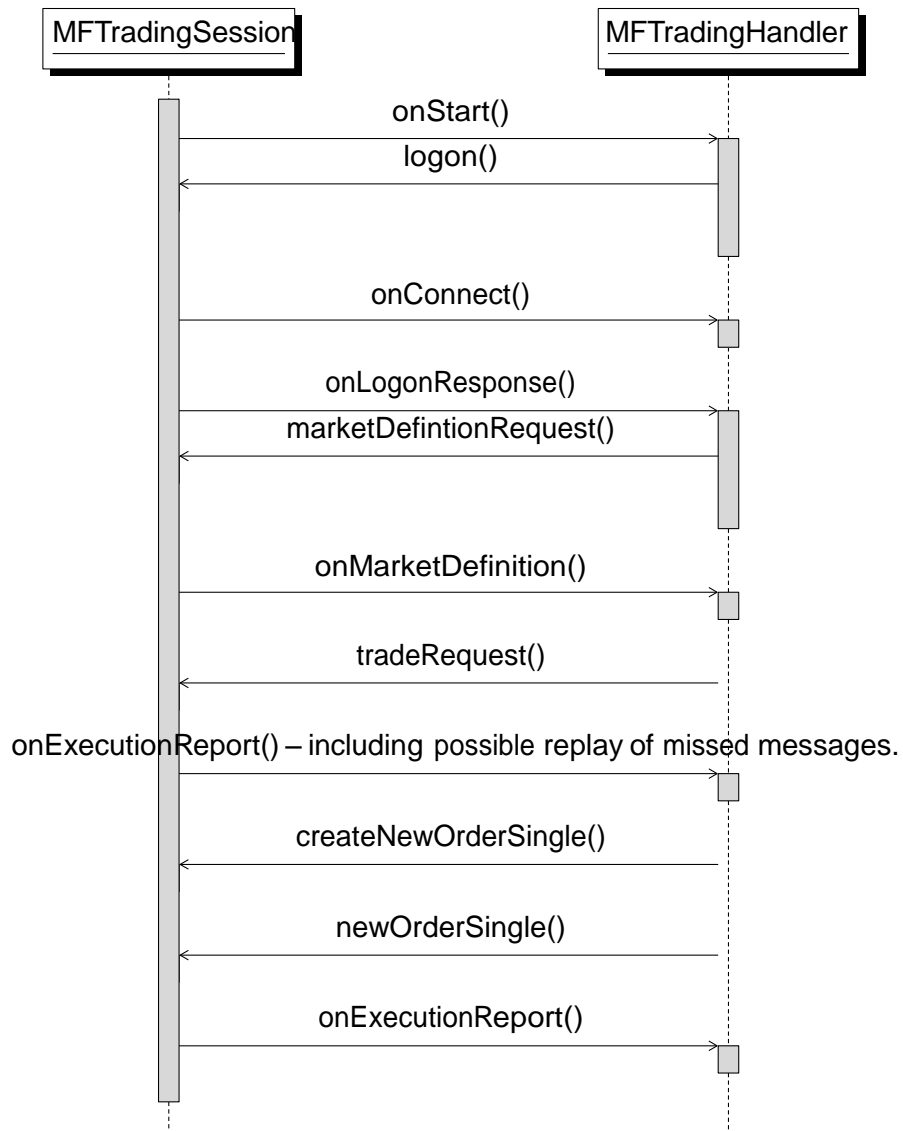 MFTradingSession
MFTradingHandler
onStart()
logon()
onConnect()
onLogonResponse()
marketDefintionRequest()
onMarketDefinition()
tradeRequest()
onExecutionReport() – including possible replay of missed messages.
createNewOrderSingle()
newOrderSingle()
onExecutionReport()